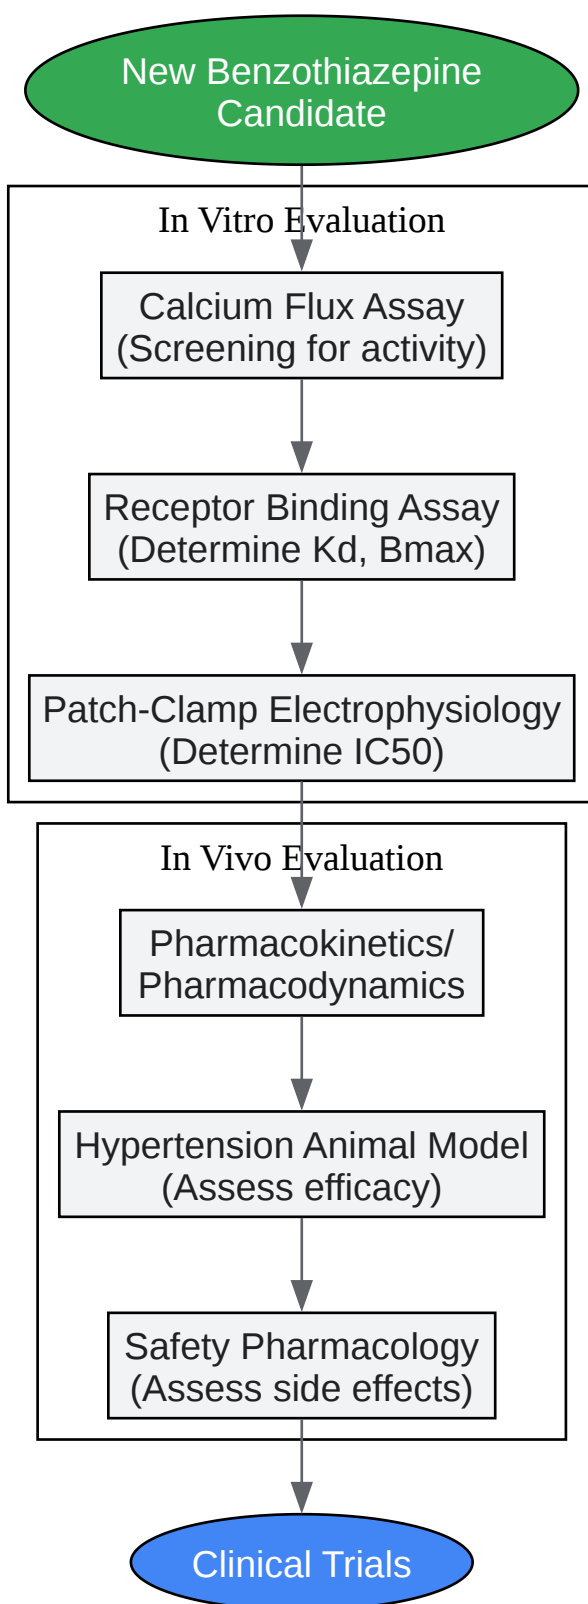 New Benzothiazepine
Candidate
In Vitro Evaluation
Calcium Flux Assay
(Screening for activity)
Receptor Binding Assay
(Determine Kd, Bmax)
Patch-Clamp Electrophysiology
(Determine IC50)
In Vivo Evaluation
Pharmacokinetics/
Pharmacodynamics
Hypertension Animal Model
(Assess efficacy)
Safety Pharmacology
(Assess side effects)
Clinical Trials